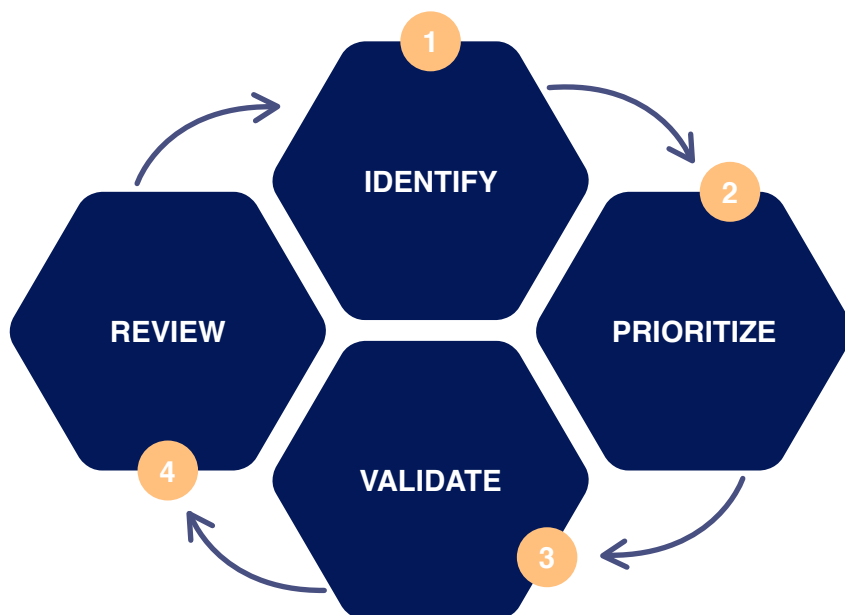 1
IDENTIFY
2
PRIORITIZE
3
VALIDATE
4
REVIEW